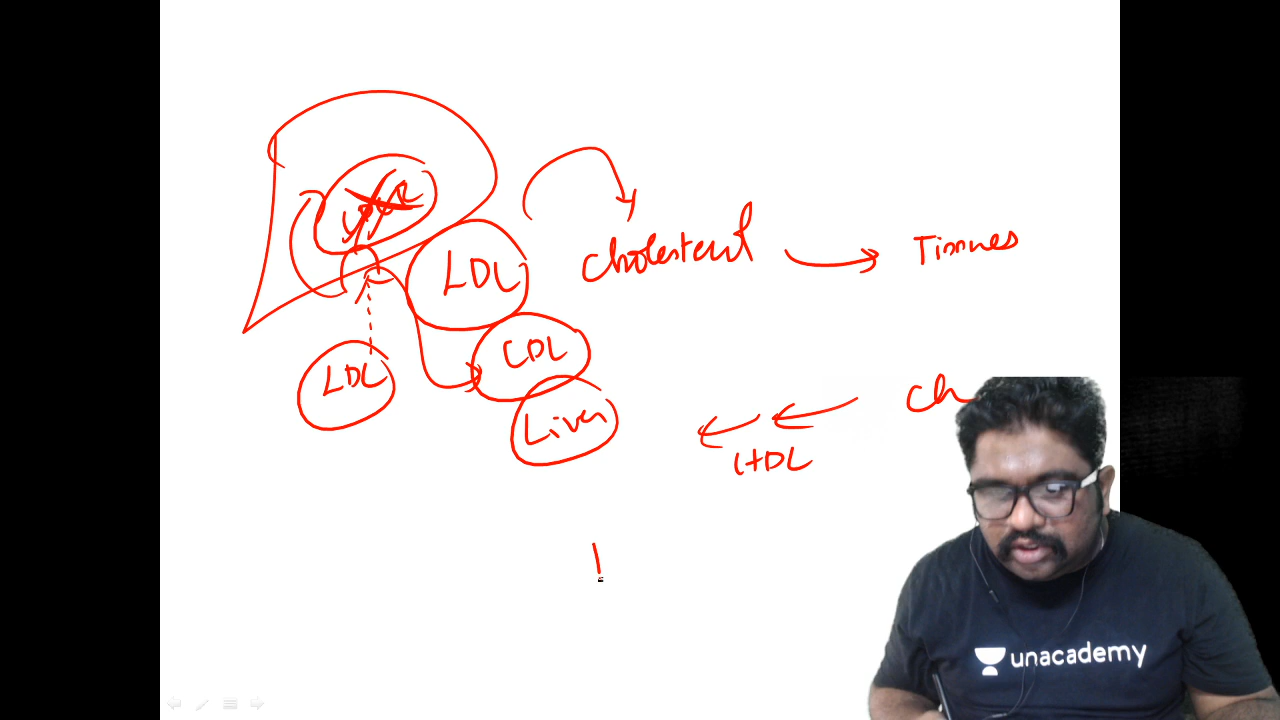 LDL
Cholesterol
Tissues
LDL
LDL
Liver
Ch
HDL
unacademy